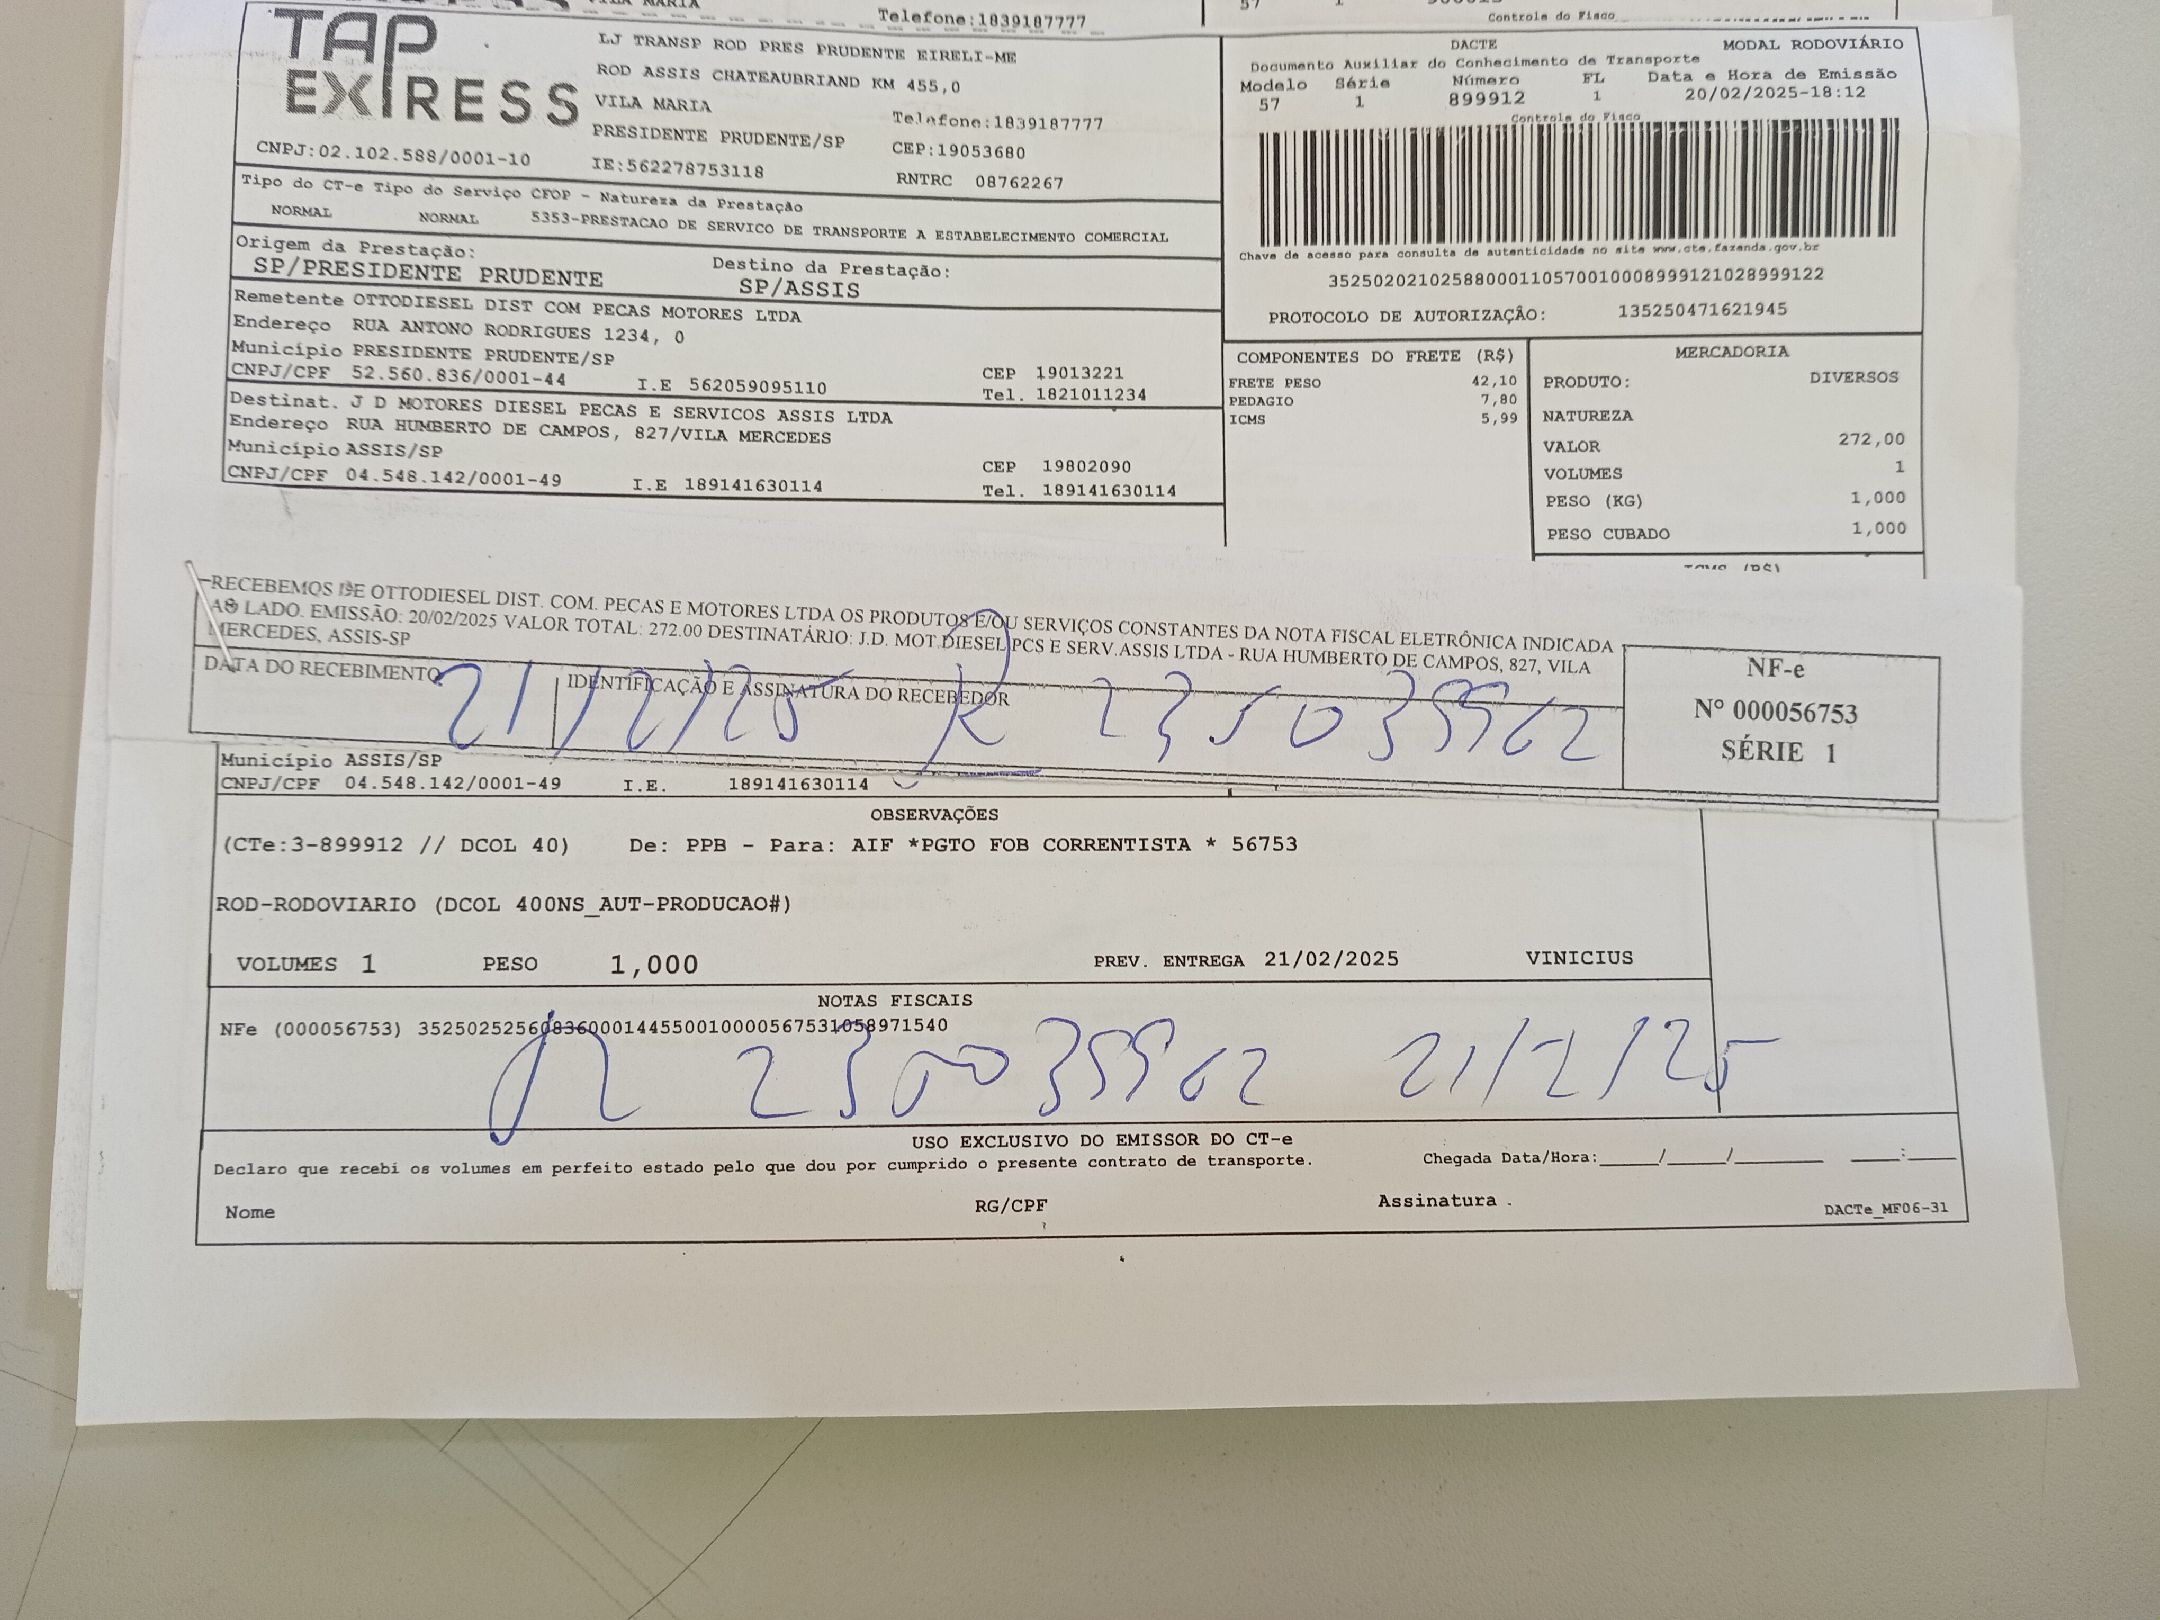 VILA MARIA
Telefone:1839187777
57 1
Controle do Fisco
TAP EXPRESS
LJ TRANSP ROD PRES PRUDENTE EIRELI-ME
ROD ASSIS CHATEAUBRIAND KM 455,0
VILA MARIA
Telefone:1839187777
PRESIDENTE PRUDENTE/SP
CEP:19053680
CNPJ:02.102.588/0001-10
IE:562278753118
RNTRC 08762267
DACTE MODAL RODOVIÁRIO
Documento Auxiliar do Conhecimento de Transporte
Modelo Série Número FL Data e Hora de Emissão
57 1 899912 1 20/02/2025-18:12
Controle do Fisco
Chave de acesso para consulta de autenticidade no site www.cte.fazenda.gov.br
35250202102588000110570010008999121028999122
PROTOCOLO DE AUTORIZAÇÃO: 135250471621945
Tipo do CT-e Tipo do Serviço CFOP - Natureza da Prestação
NORMAL NORMAL 5353-PRESTACAO DE SERVICO DE TRANSPORTE A ESTABELECIMENTO COMERCIAL
Origem da Prestação: Destino da Prestação:
SP/PRESIDENTE PRUDENTE SP/ASSIS
Remetente OTTODIESEL DIST COM PECAS MOTORES LTDA
Endereço RUA ANTONO RODRIGUES 1234, 0
Município PRESIDENTE PRUDENTE/SP CEP 19013221
CNPJ/CPF 52.560.836/0001-44 I.E 562059095110 Tel. 1821011234
Destinat. J D MOTORES DIESEL PECAS E SERVICOS ASSIS LTDA
Endereço RUA HUMBERTO DE CAMPOS, 827/VILA MERCEDES
Município ASSIS/SP CEP 19802090
CNPJ/CPF 04.548.142/0001-49 I.E 189141630114 Tel. 189141630114
COMPONENTES DO FRETE (R$)
FRETE PESO 42,10
PEDAGIO 7,80
ICMS 5,99
MERCADORIA
PRODUTO: DIVERSOS
NATUREZA
VALOR 272,00
VOLUMES 1
PESO (KG) 1,000
PESO CUBADO 1,000
RECEBEMOS DE OTTODIESEL DIST. COM. PECAS E MOTORES LTDA OS PRODUTOS E/OU SERVIÇOS CONSTANTES DA NOTA FISCAL ELETRÔNICA INDICADA
AO LADO. EMISSÃO: 20/02/2025 VALOR TOTAL: 272.00 DESTINATÁRIO: J.D. MOT.DIESEL PCS E SERV.ASSIS LTDA - RUA HUMBERTO DE CAMPOS, 827, VILA
MERCEDES, ASSIS-SP
DATA DO RECEBIMENTO IDENTIFICAÇÃO E ASSINATURA DO RECEBEDOR
21/2/25 235039962
NF-e
Nº 000056753
SÉRIE 1
Município ASSIS/SP
CNPJ/CPF 04.548.142/0001-49 I.E. 189141630114
OBSERVAÇÕES
(CTe:3-899912 // DCOL 40) De: PPB - Para: AIF *PGTO FOB CORRENTISTA * 56753
ROD-RODOVIARIO (DCOL 400NS_AUT-PRODUCAO#)
VOLUMES 1 PESO 1,000 PREV. ENTREGA 21/02/2025 VINICIUS
NOTAS FISCAIS
NFe (000056753) 35250252560836000144550010000567531058971540
21/2/25
USO EXCLUSIVO DO EMISSOR DO CT-e
Declaro que recebi os volumes em perfeito estado pelo que dou por cumprido o presente contrato de transporte. Chegada Data/Hora:_____/_____/________ ____:____
Nome RG/CPF Assinatura .
DACTe_MF06-31